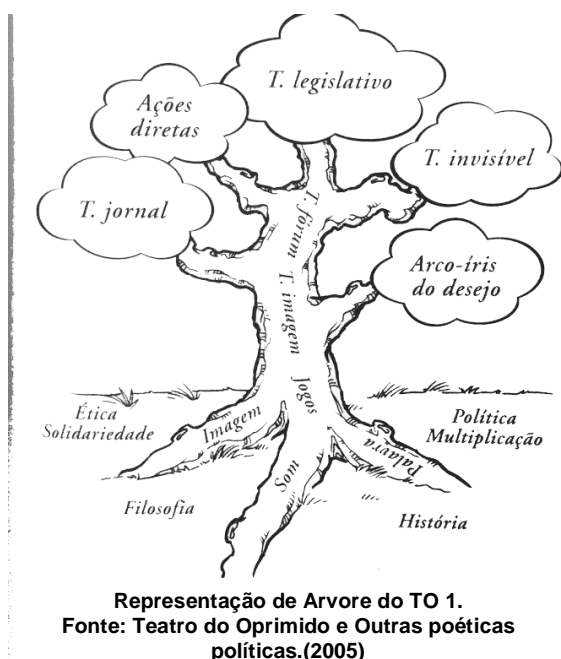 T. legislativo
Ações
diretas
T. invisível
T. jornal
Arco-íris
do desejo
T. forum
T. imagem
Jogos
Ética
Solidariedade
Imagem
Som
Palavra
Política
Multiplicação
Filosofia
História
Representação de Arvore do TO 1.
Fonte: Teatro do Oprimido e Outras poéticas
políticas.(2005)